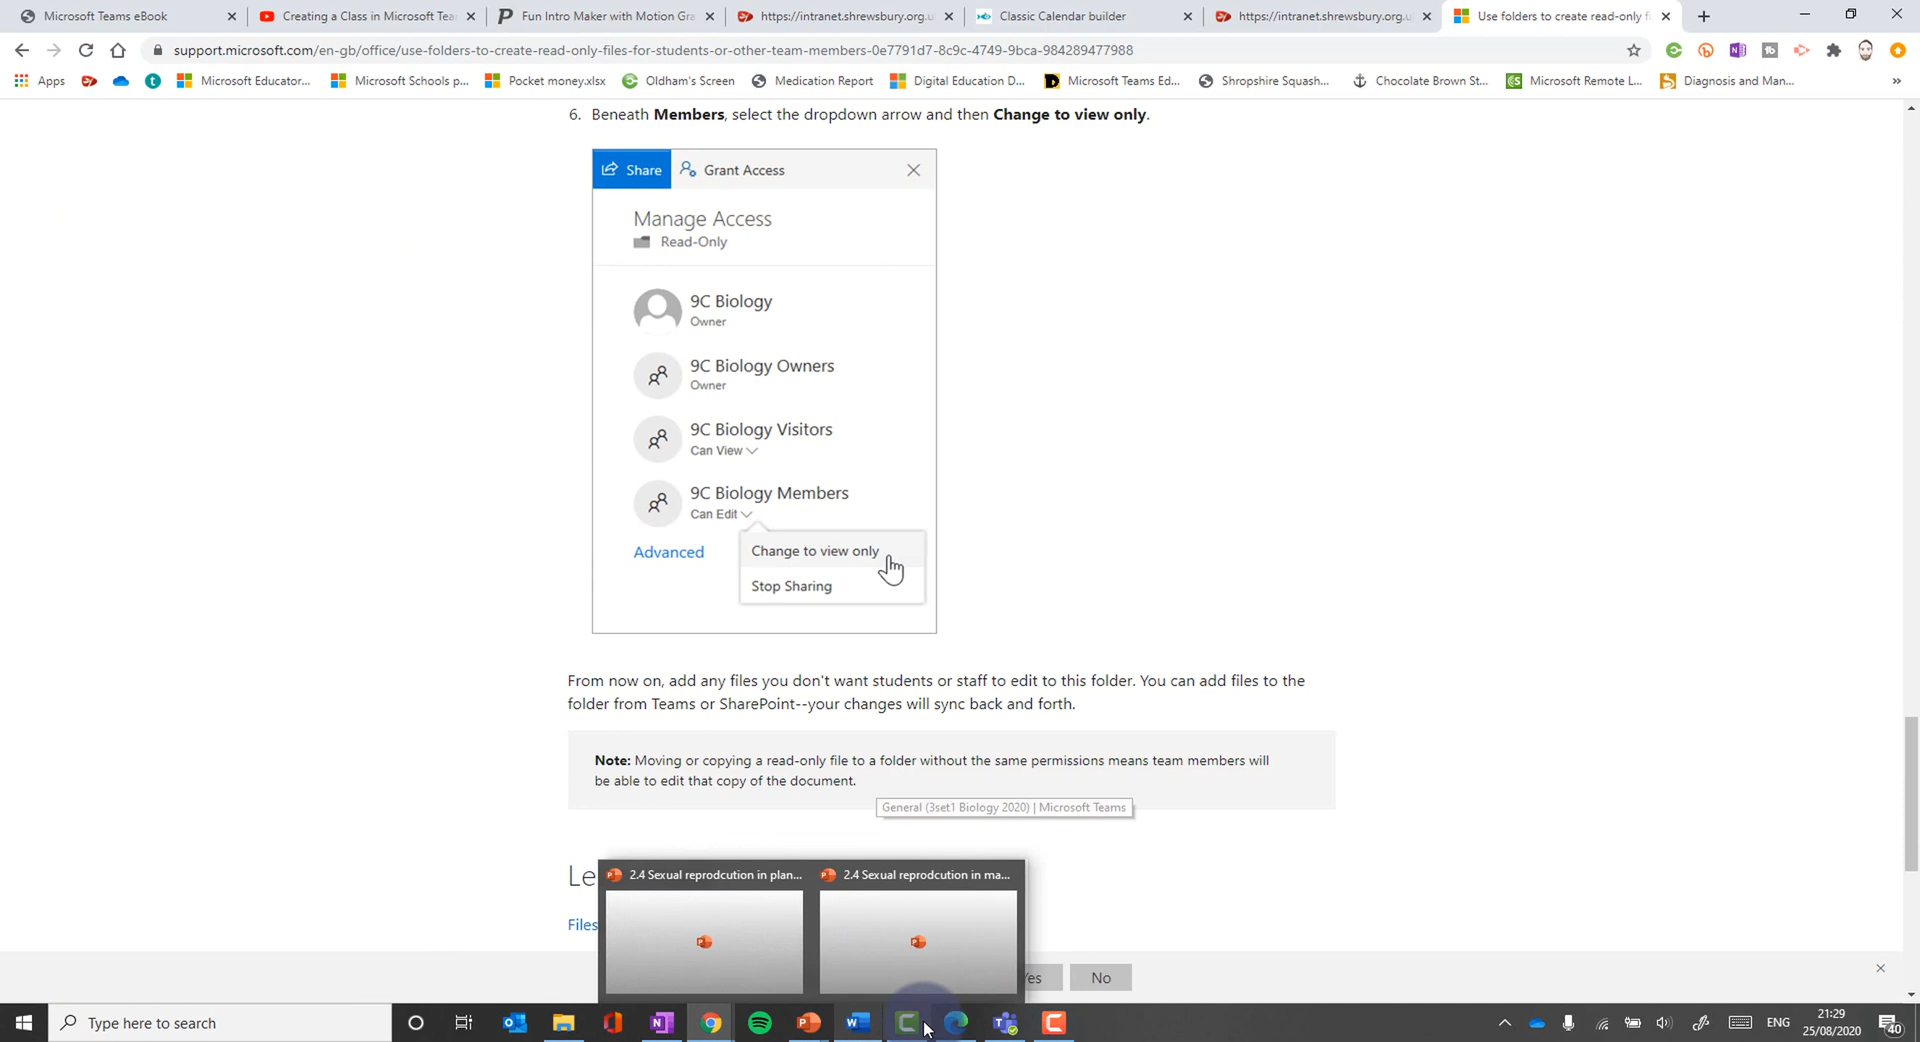 Microsoft Teams eBook
Creating a Class in Microsoft Tea
Fun Intro Maker with Motion Gra
https://intranet.shrewsbury.org.u
Classic Calendar builder
https://intranet.shrewsbury.org.u
Use folders to create read-only f
support.microsoft.com/en-gb/office/use-folders-to-create-read-only-files-for-students-or-other-team-members-0e7791d7-8c9c-4749-9bca-984289477988
Apps
Microsoft Educator...
Microsoft Schools p...
Pocket money.xlsx
Oldham's Screen
Medication Report
Digital Education D...
Microsoft Teams Ed...
Shropshire Squash...
Chocolate Brown St...
Microsoft Remote L...
Diagnosis and Man...
6. Beneath Members, select the dropdown arrow and then Change to view only.
Share
Grant Access
Manage Access
Read-Only
9C Biology
Owner
9C Biology Owners
Owner
9C Biology Visitors
Can View
9C Biology Members
Can Edit
Advanced
Change to view only
Stop Sharing
From now on, add any files you don't want students or staff to edit to this folder. You can add files to the
folder from Teams or SharePoint--your changes will sync back and forth.
Note: Moving or copying a read-only file to a folder without the same permissions means team members will
be able to edit that copy of the document.
General (3set1 Biology 2020) | Microsoft Teams
Le
2.4 Sexual reprodcution in plan...
2.4 Sexual reprodcution in ma...
Files
Yes
No
Type here to search
ENG
21:29
25/08/2020
40